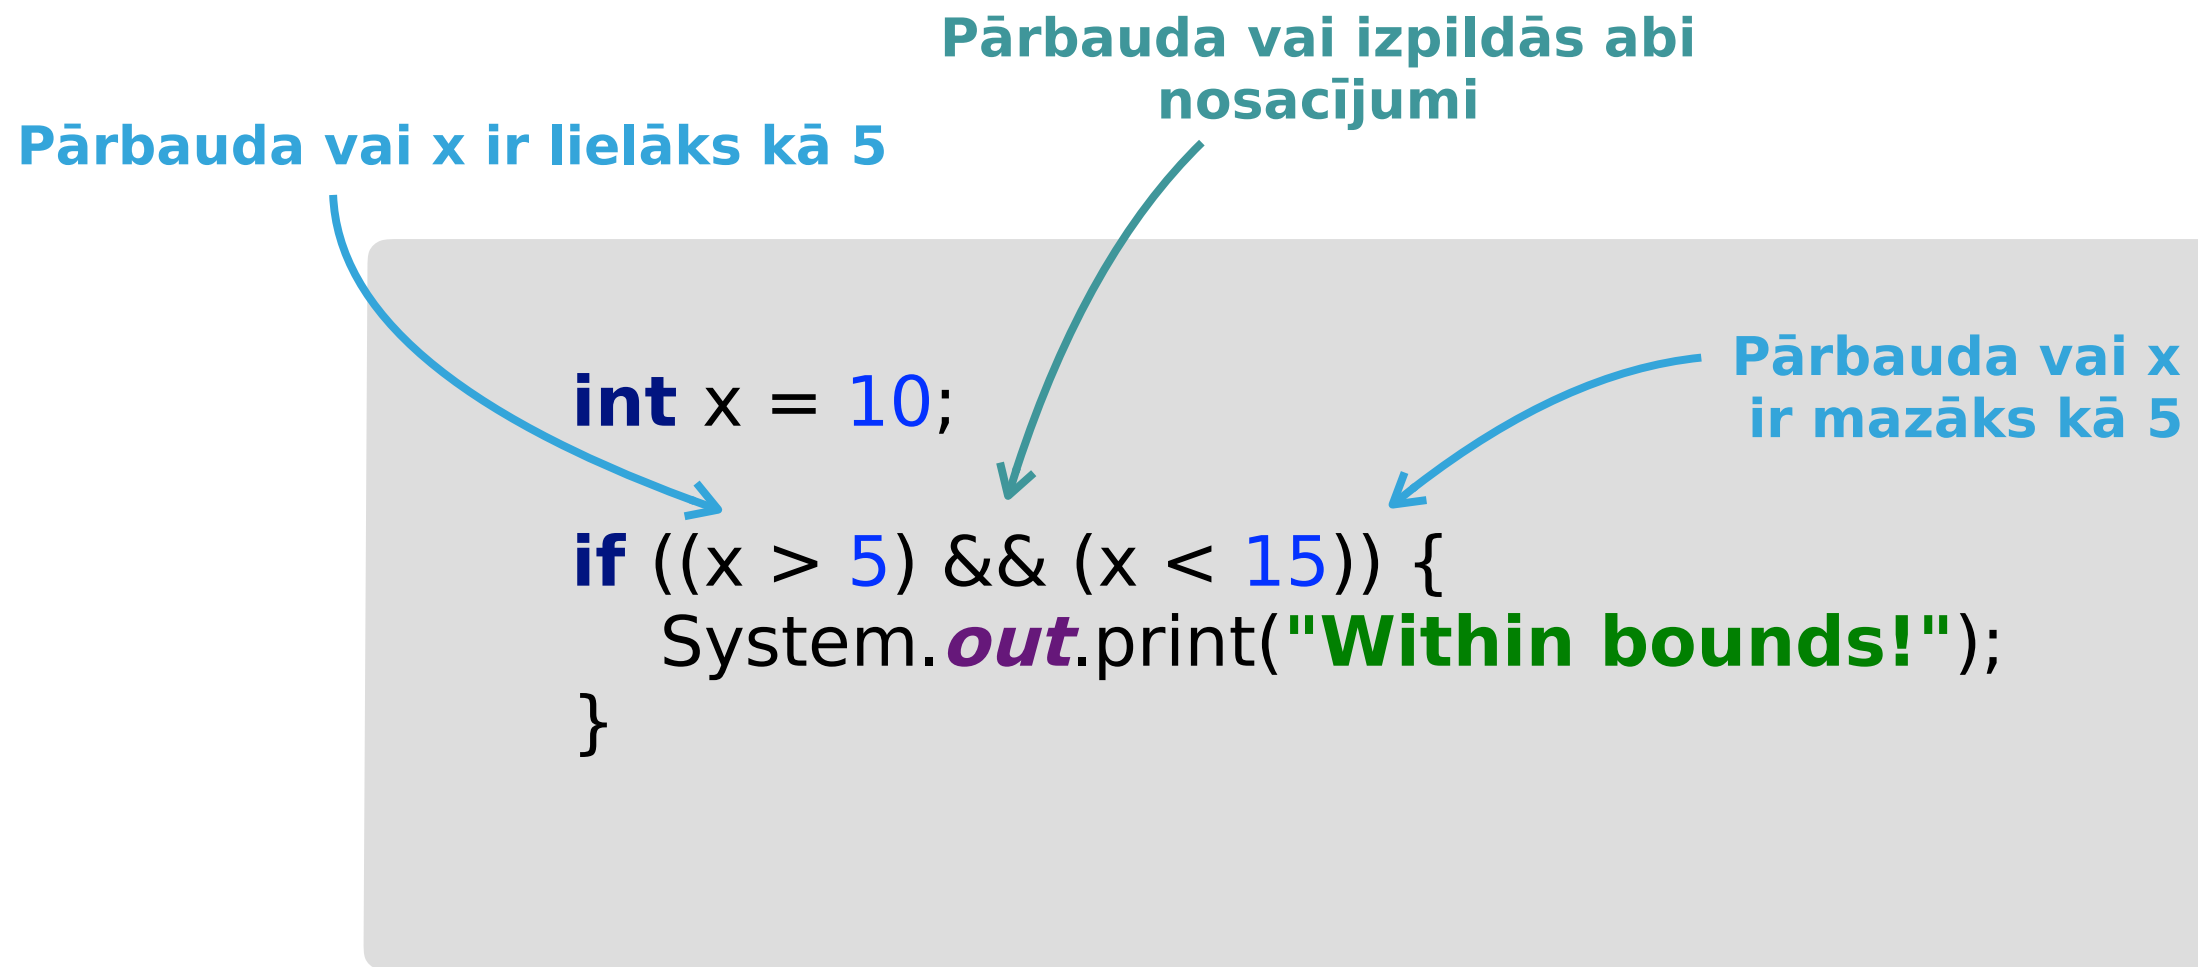 Pārbauda vai izpildās abi
nosacījumi
Pārbauda vai x ir lielāks kā 5
Pārbauda vai x
ir mazāks kā 5
int x = 10;
if ((x > 5) && (x < 15)) {
System.out.print("Within bounds!");
}